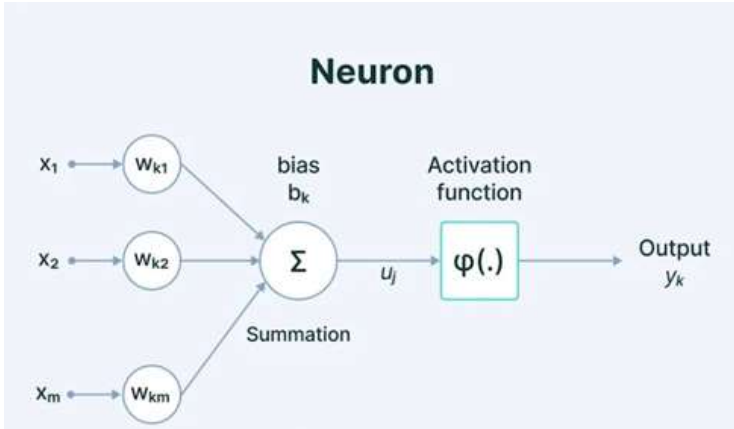 Neuron
x₁
wₖ₁
bias
bₖ
Activation
function
x₂
wₖ₂
Σ
uⱼ
φ(.)
Output
yₖ
Summation
xₘ
wₖₘ